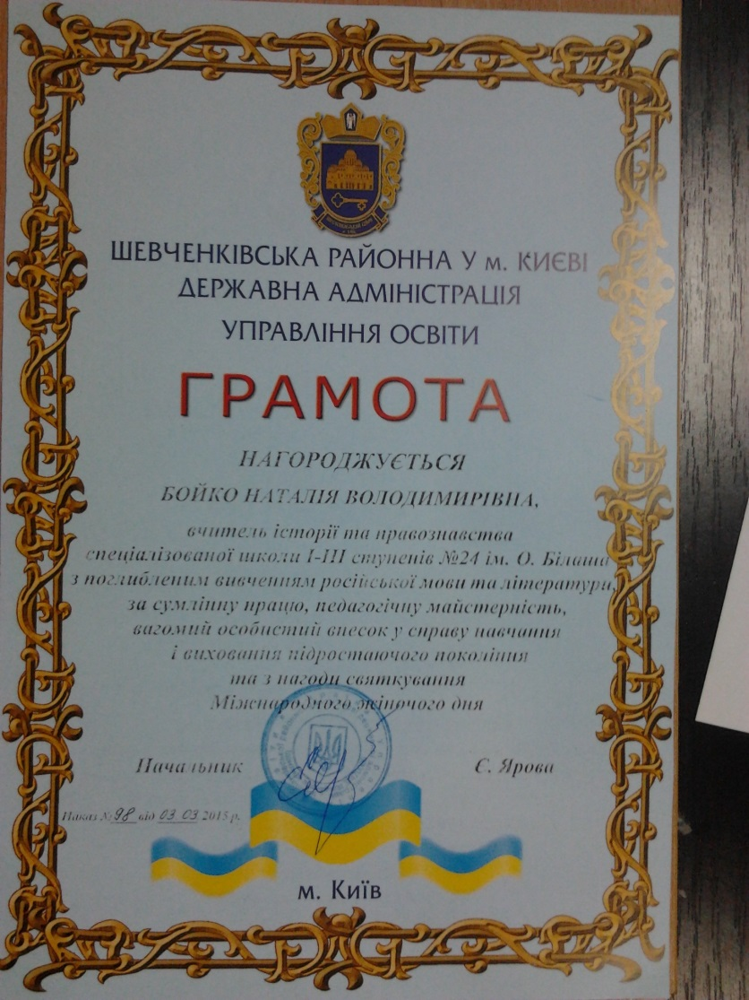 ШЕВЧЕНКІВСЬКА РАЙОННА У м. КИЄВІ
ДЕРЖАВНА АДМІНІСТРАЦІЯ
УПРАВЛІННЯ ОСВІТИ
ГРАМОТА
НАГОРОДЖУЄТЬСЯ
БОЙКО НАТАЛІЯ ВОЛОДИМИРІВНА,
вчитель історії та правознавства
спеціалізованої школи І-ІІІ ступенів №24 ім. О. Білаша
з поглибленим вивченням російської мови та літератури,
за сумлінну працю, педагогічну майстерність,
вагомий особистий внесок у справу навчання
і виховання підростаючого покоління
та з нагоди святкування
Міжнародного жіночого дня
Начальник Є. Ярова
Наказ № 98 від 03 03 2015 р.
м. Київ